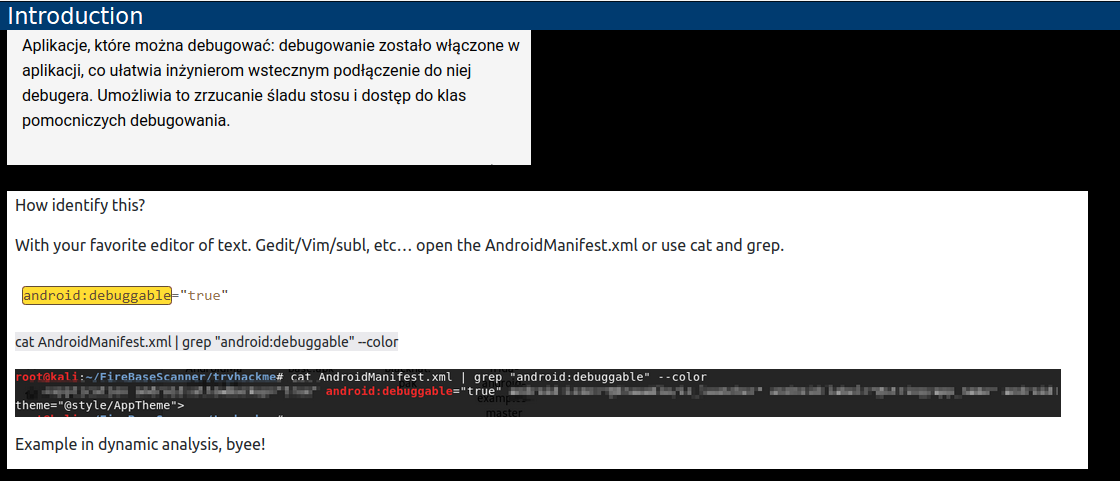 Introduction
Aplikacje, które można debugować: debugowanie zostało włączone w
aplikacji, co ułatwia inżynierom wstecznym podłączenie do niej
debugera. Umożliwia to zrzucanie śladu stosu i dostęp do klas
pomocniczych debugowania.
How identify this?
With your favorite editor of text. Gedit/Vim/subl, etc… open the AndroidManifest.xml or use cat and grep.
android:debuggable="true"
cat AndroidManifest.xml | grep "android:debuggable" --color
root@kali:~/FireBaseScanner/tryhackme# cat AndroidManifest.xml | grep "android:debuggable" --color
android:debuggable="true"
examples-
theme="@style/AppTheme">
master
Example in dynamic analysis, byee!